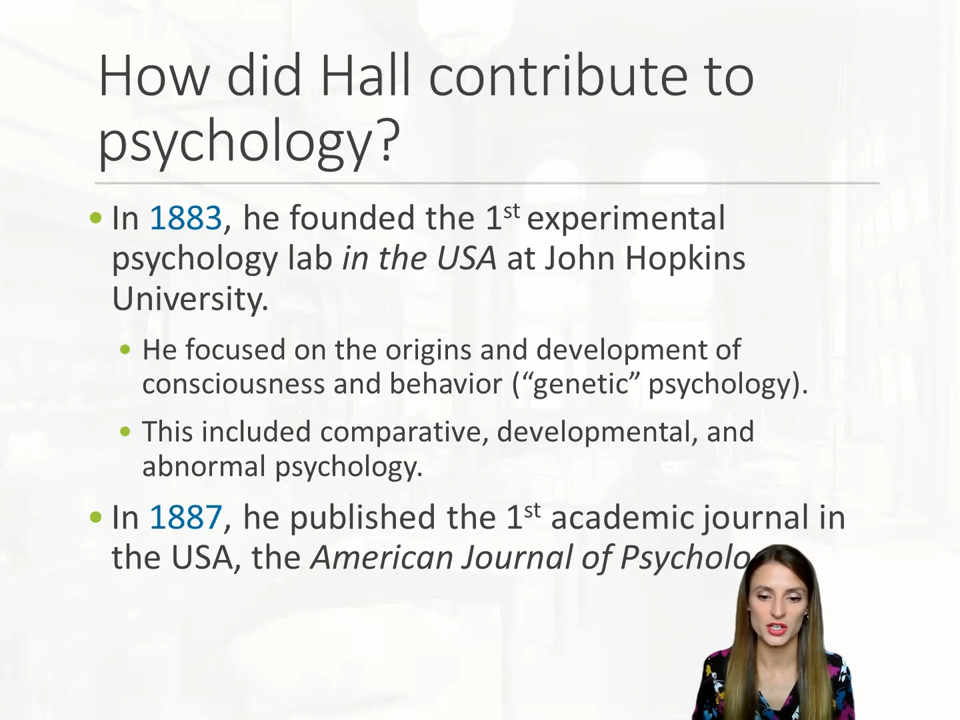 How did Hall contribute to
psychology?
• In 1883, he founded the 1st experimental
psychology lab in the USA at John Hopkins
University.
• He focused on the origins and development of
consciousness and behavior (“genetic” psychology).
• This included comparative, developmental, and
abnormal psychology.
• In 1887, he published the 1st academic journal in
the USA, the American Journal of